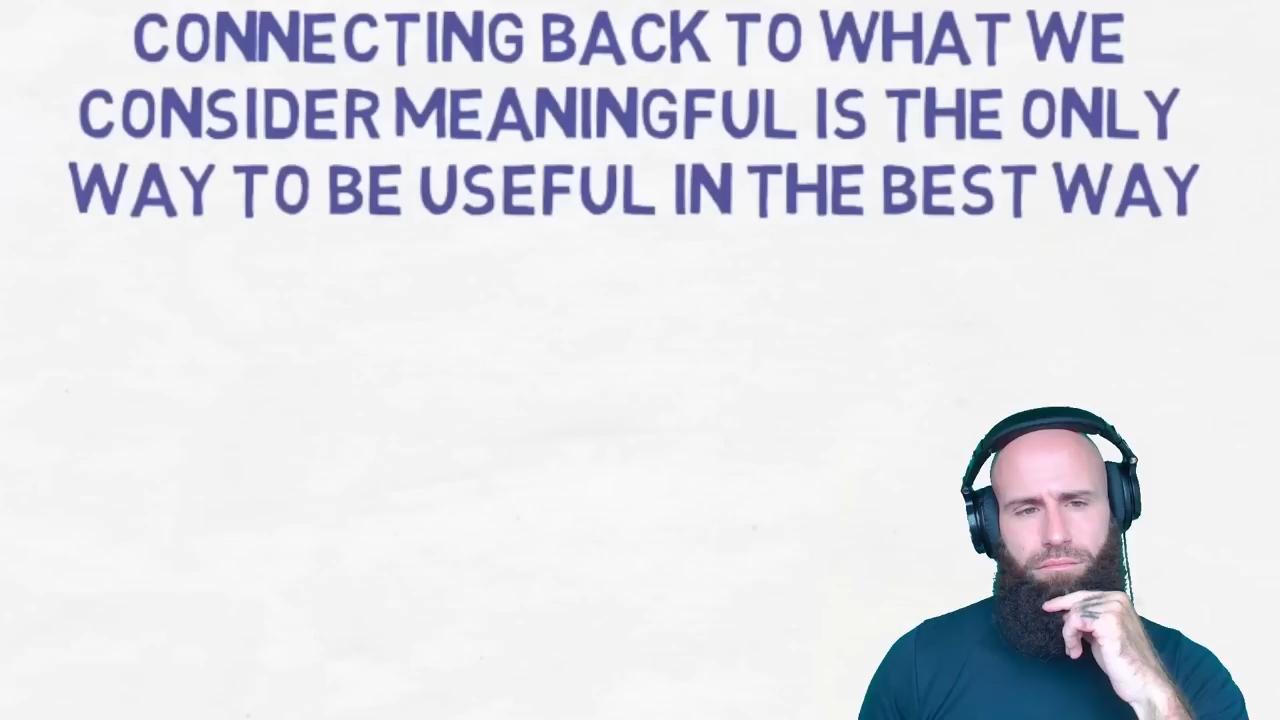 CONNECTING BACK TO WHAT WE
CONSIDER MEANINGFUL IS THE ONLY
WAY TO BE USEFUL IN THE BEST WAY